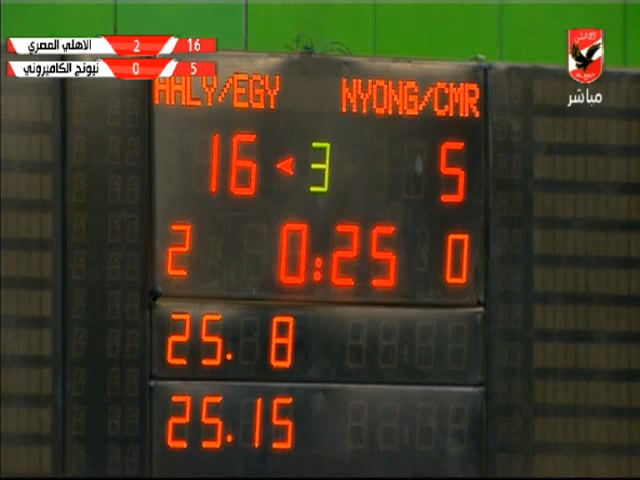 الاهلي المصري 2 16
نيونج الكاميروني 0 5
مباشر
AHLY/EGY NYONG/CMR
16 3 5
2 0:25 0
25. 8
25.15